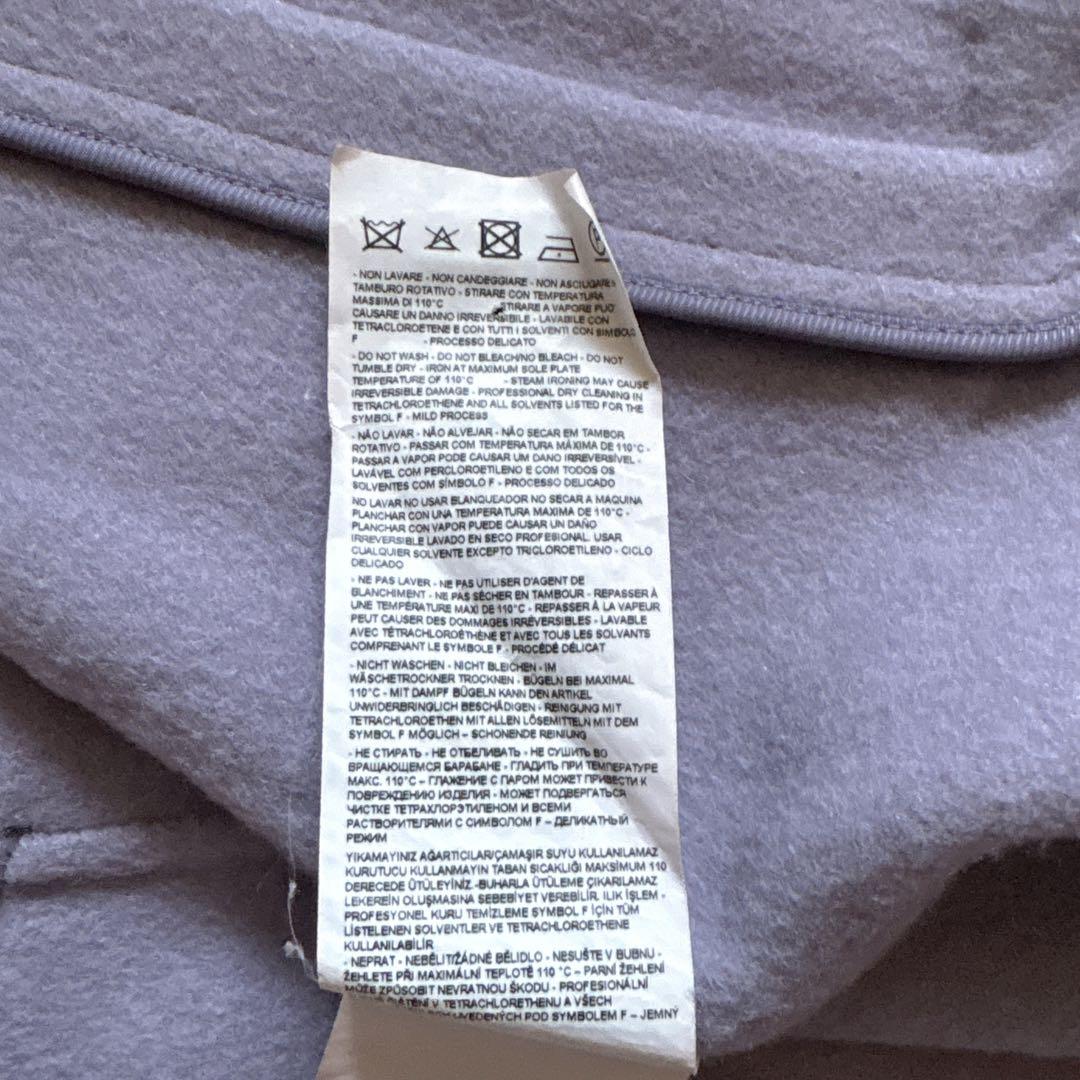 - NON LAVARE - NON CANDEGGIARE - NON ASCIUGARE
TAMBURO ROTATIVO - STIRARE CON TEMPERATURA
MASSIMA DI 110°C STIRARE A VAPORE PUO
CAUSARE UN DANNO IRREVERSIBILE - LAVABILE CON
TETRACLOROETENE E CON TUTTI I SOLVENTI CON SIMBOLO
F - PROCESSO DELICATO
- DO NOT WASH - DO NOT BLEACH/NO BLEACH - DO NOT
TUMBLE DRY - IRON AT MAXIMUM SOLE PLATE
TEMPERATURE OF 110°C - STEAM IRONING MAY CAUSE
IRREVERSIBLE DAMAGE - PROFESSIONAL DRY CLEANING IN
TETRACHLOROETHENE AND ALL SOLVENTS LISTED FOR THE
SYMBOL F - MILD PROCESS
- NÃO LAVAR - NÃO ALVEJAR - NÃO SECAR EM TAMBOR
ROTATIVO - PASSAR COM TEMPERATURA MÁXIMA DE 110°C -
PASSAR A VAPOR PODE CAUSAR UM DANO IRREVERSÍVEL -
LAVÁVEL COM PERCLOROETILENO E COM TODOS OS
SOLVENTES COM SÍMBOLO F - PROCESSO DELICADO
NO LAVAR NO USAR BLANQUEADOR NO SECAR A MAQUINA
PLANCHAR CON UNA TEMPERATURA MAXIMA DE 110°C -
PLANCHAR CON VAPOR PUEDE CAUSAR UN DAÑO
IRREVERSIBLE LAVADO EN SECO PROFESIONAL. USAR
CUALQUIER SOLVENTE EXCEPTO TRICLOROETILENO - CICLO
DELICADO
- NE PAS LAVER - NE PAS UTILISER D'AGENT DE
BLANCHIMENT - NE PAS SÉCHER EN TAMBOUR - REPASSER À
UNE TEMPÉRATURE MAXI DE 110°C - REPASSER À LA VAPEUR
PEUT CAUSER DES DOMMAGES IRRÉVERSIBLES - LAVABLE
AVEC TÉTRACHLOROÉTHÈNE ET AVEC TOUS LES SOLVANTS
COMPRENANT LE SYMBOLE F - PROCÉDÉ DÉLICAT
- NICHT WASCHEN - NICHT BLEICHEN - IM
WÄSCHETROCKNER TROCKNEN - BÜGELN BEI MAXIMAL
110°C - MIT DAMPF BÜGELN KANN DEN ARTIKEL
UNWIDERBRINGLICH BESCHÄDIGEN - REINIGUNG MIT
TETRACHLOROETHEN MIT ALLEN LÖSEMITTELN MIT DEM
SYMBOL F MÖGLICH – SCHONENDE REINIUNG
- НЕ СТИРАТЬ - НЕ ОТБЕЛИВАТЬ - НЕ СУШИТЬ ВО
ВРАЩАЮЩЕМСЯ БАРАБАНЕ - ГЛАДИТЬ ПРИ ТЕМПЕРАТУРЕ
МАКС. 110°C – ГЛАЖЕНИЕ С ПАРОМ МОЖЕТ ПРИВЕСТИ К
ПОВРЕЖДЕНИЮ ИЗДЕЛИЯ - МОЖЕТ ПОДВЕРГАТЬСЯ
ЧИСТКЕ ТЕТРАХЛОРЭТИЛЕНОМ И ВСЕМИ
РАСТВОРИТЕЛЯМИ С СИМВОЛОМ F – ДЕЛИКАТНЫЙ
РЕЖИМ
YIKAMAYINIZ AĞARTICILAR/ÇAMAŞIR SUYU KULLANILAMAZ
KURUTUCU KULLANMAYIN TABAN SICAKLIĞI MAKSİMUM 110
DERECEDE ÜTÜLEYİNİZ -BUHARLA ÜTÜLEME ÇIKARILAMAZ
LEKEREİN OLUŞMASINA SEBEBİYET VEREBİLİR. ILIK İŞLEM -
PROFESYONEL KURU TEMİZLEME SYMBOL F İÇİN TÜM
LİSTELENEN SOLVENTLER VE TETRACHLOROETHENE
KULLANILABİLİR
- NEPRAT - NEBĚLIT/ŽÁDNÉ BĚLIDLO - NESUŠTE V BUBNU -
ŽEHLETE PŘI MAXIMÁLNÍ TEPLOTĚ 110 °C – PARNÍ ŽEHLENÍ
MŮŽE ZPŮSOBIT NEVRATNOU ŠKODU - PROFESIONÁLNÍ
V TETRACHLORETHENU A VŠECH
POD SYMBOLEM F – JEMNÝ